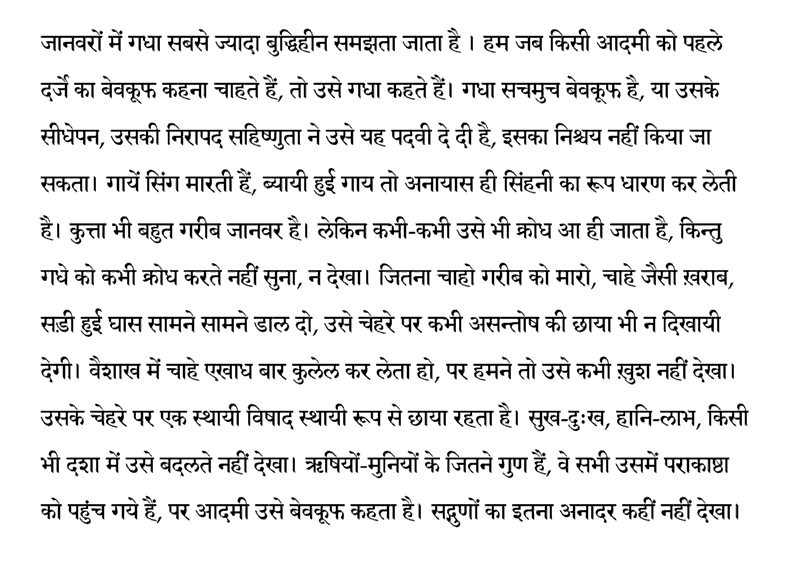 जानवरों में गधा सबसे ज्यादा बुद्धिहीन समझता जाता है । हम जब किसी आदमी को पहले
दर्जे का बेवकूफ कहना चाहते हैं, तो उसे गधा कहते हैं। गधा सचमुच बेवकूफ है, या उसके
सीधेपन, उसकी निरापद सहिष्णुता ने उसे यह पदवी दे दी है, इसका निश्चय नहीं किया जा
सकता। गायें सिंग मारती हैं, ब्यायी हुई गाय तो अनायास ही सिंहनी का रूप धारण कर लेती
है। कुत्ता भी बहुत गरीब जानवर है। लेकिन कभी-कभी उसे भी क्रोध आ ही जाता है, किन्तु
गधे को कभी क्रोध करते नहीं सुना, न देखा। जितना चाहो गरीब को मारो, चाहे जैसी ख़राब,
सड़ी हुई घास सामने सामने डाल दो, उसे चेहरे पर कभी असन्तोष की छाया भी न दिखायी
देगी। वैशाख में चाहे एखाध बार कुलेल कर लेता हो, पर हमने तो उसे कभी ख़ुश नहीं देखा।
उसके चेहरे पर एक स्थायी विषाद स्थायी रूप से छाया रहता है। सुख-दुःख, हानि-लाभ, किसी
भी दशा में उसे बदलते नहीं देखा। ऋषियों-मुनियों के जितने गुण हैं, वे सभी उसमें पराकाष्ठा
को पहुंच गये हैं, पर आदमी उसे बेवकूफ कहता है। सद्गुणों का इतना अनादर कहीं नहीं देखा।